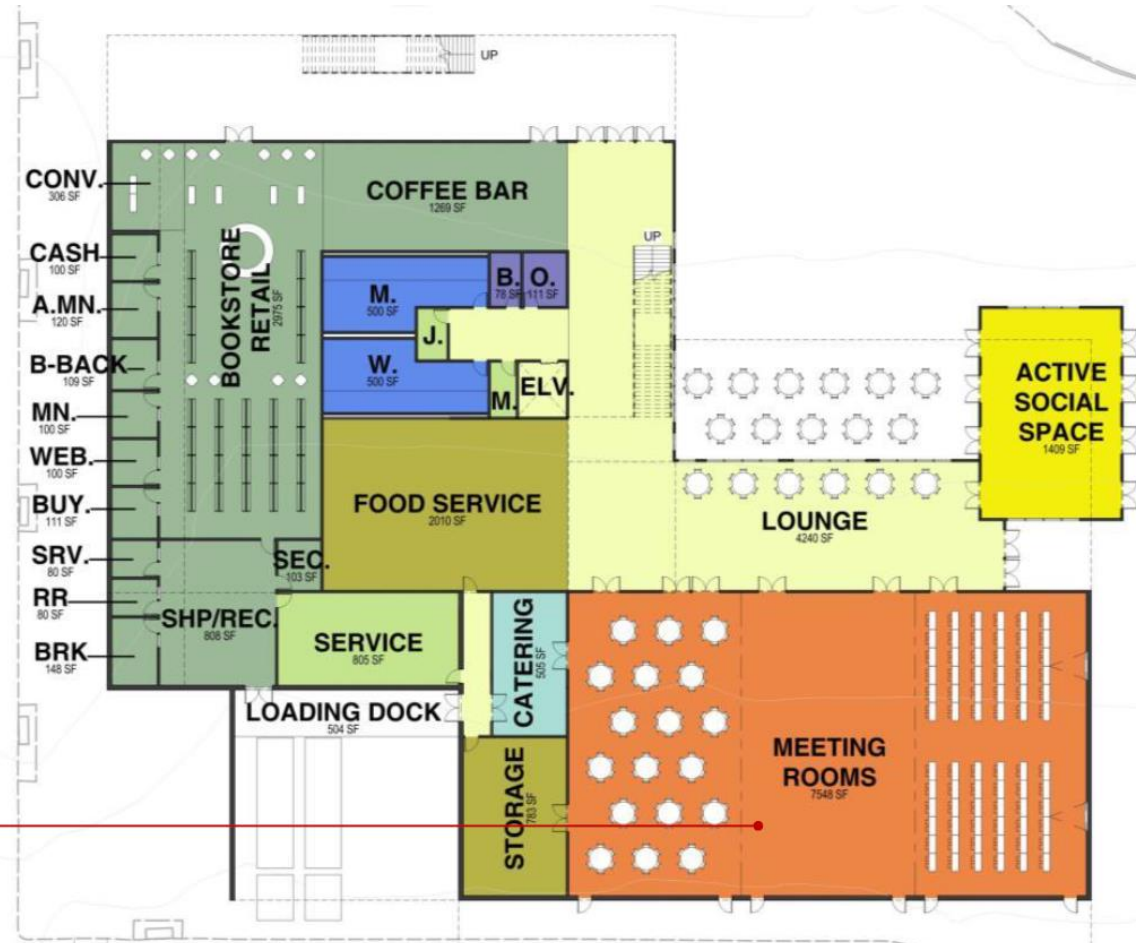 UP
CONV.
306 SF
COFFEE BAR
1269 SF
CASH
100 SF
A.MN.
120 SF
B-BACK
109 SF
MN.
100 SF
WEB.
100 SF
BUY.
111 SF
SRV.
80 SF
RR
80 SF
BRK
148 SF
BOOKSTORE
RETAIL
2975 SF
M.
500 SF
B.
78 SF
O.
111 SF
J.
W.
500 SF
M.
ELV.
UP
FOOD SERVICE
2010 SF
LOUNGE
4240 SF
ACTIVE
SOCIAL
SPACE
1409 SF
SEC.
103 SF
SHP/REC.
808 SF
SERVICE
805 SF
CATERING
505 SF
LOADING DOCK
504 SF
STORAGE
783 SF
MEETING
ROOMS
7548 SF